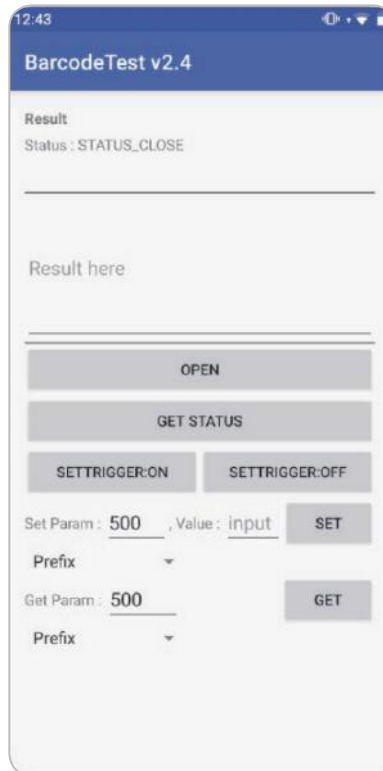 12:43
BarcodeTest v2.4
Result
Status : STATUS_CLOSE
Result here
OPEN
GET STATUS
SETTRIGGER:ON SETTRIGGER:OFF
Set Param : 500 , Value : input SET
Prefix
Get Param : 500 GET
Prefix